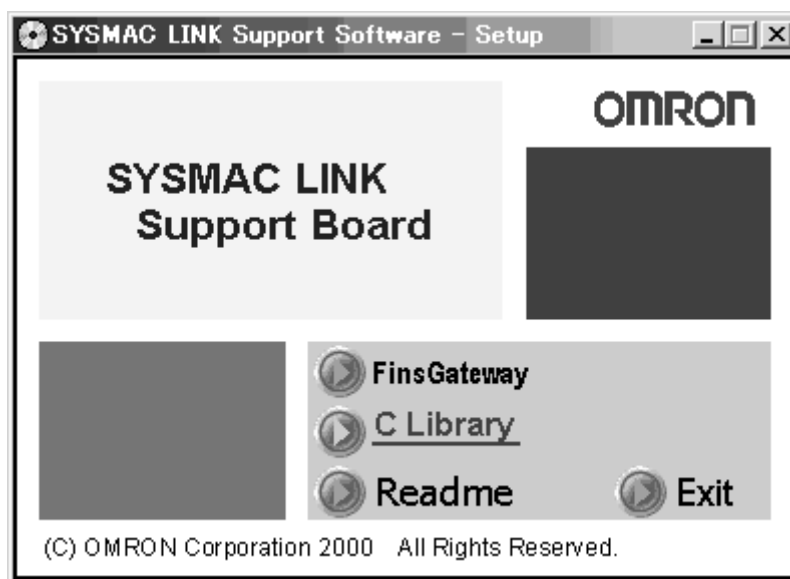 SYSMAC LINK Support Software - Setup
OMRON
SYSMAC LINK
Support Board
FinsGateway
C Library
Readme
Exit
(C) OMRON Corporation 2000 All Rights Reserved.